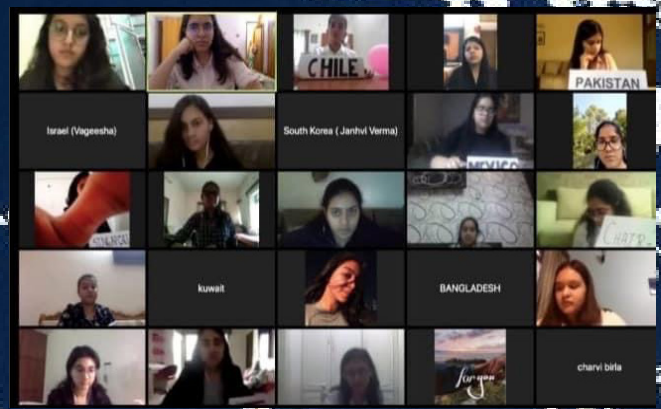 CHILE
PAKISTAN
Israel (Vageesha)
South Korea ( Janhvi Verma)
MEXICO
kuwait
BANGLADESH
for you
charvi birla